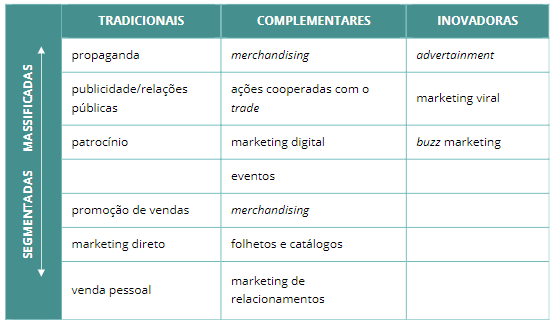 TRADICIONAIS COMPLEMENTARES INOVADORAS
MASSIFICADAS
SEGMENTADAS
propaganda merchandising advertainment
publicidade/relações ações cooperadas com o marketing viral
públicas trade
patrocínio marketing digital buzz marketing
eventos
promoção de vendas merchandising
marketing direto folhetos e catálogos
venda pessoal marketing de
relacionamentos